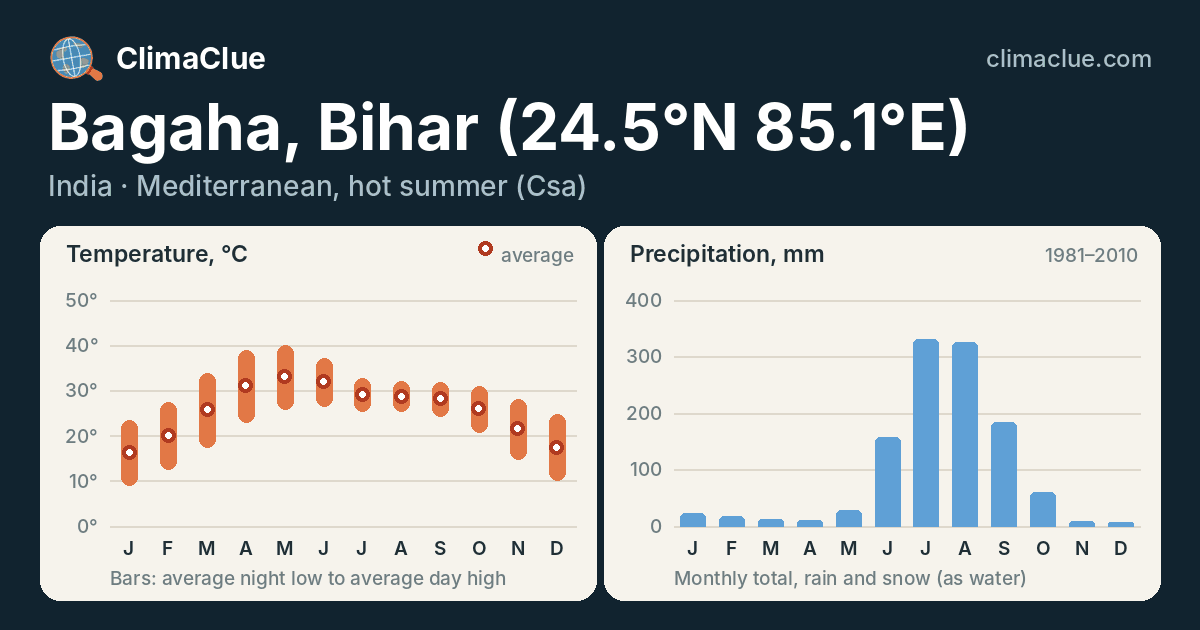 ClimaClue
climaclue.com
Bagaha, Bihar (24.5°N 85.1°E)
India · Mediterranean, hot summer (Csa)
Temperature, °C
average
50°
40°
30°
20°
10°
0°
J F M A M J J A S O N D
Bars: average night low to average day high
Precipitation, mm
1981–2010
400
300
200
100
0
J F M A M J J A S O N D
Monthly total, rain and snow (as water)